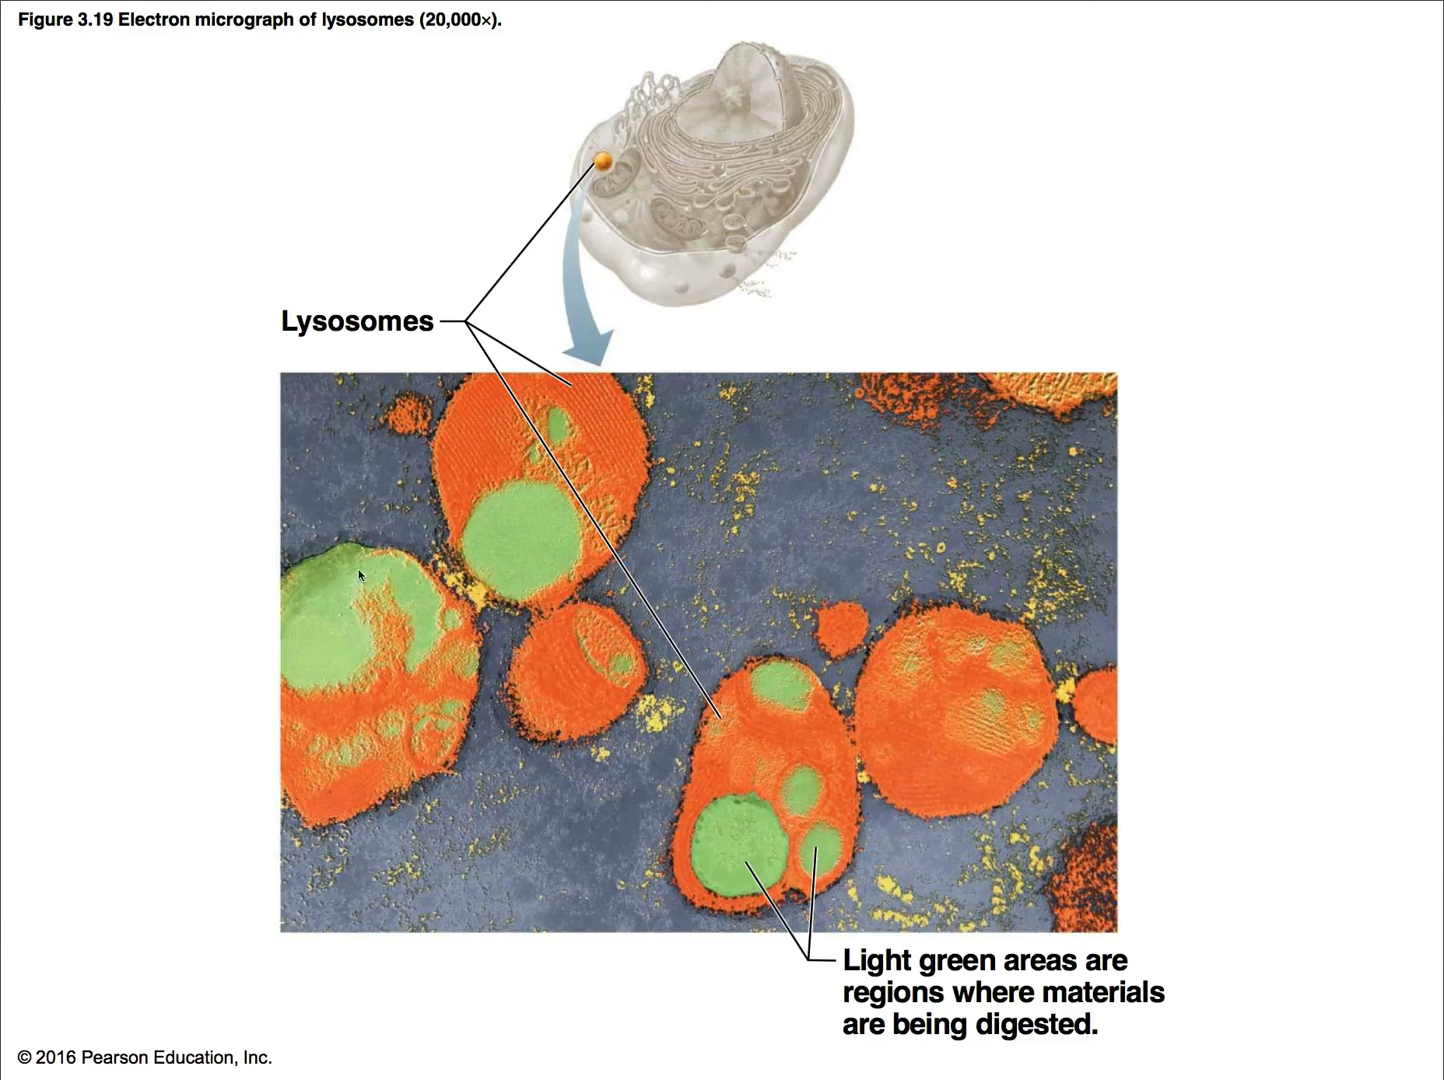 Figure 3.19 Electron micrograph of lysosomes (20,000×).
Lysosomes
Light green areas are
regions where materials
are being digested.
© 2016 Pearson Education, Inc.